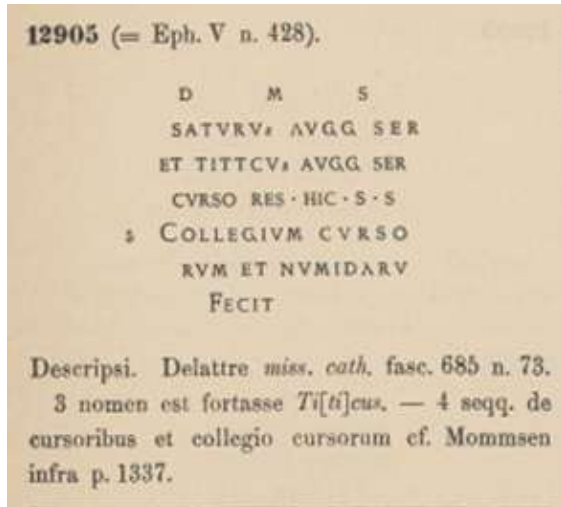 12905 (= Eph. V n. 428).
D M S
SATVRVS AVGG SER
ET TITTCVS AVGG SER
CVRSO RES · HIC · S · S
5 COLLEGIVM CVRSO
RVM ET NVMIDARV
FECIT
Descripsi. Delattre miss. cath. fasc. 685 n. 73.
3 nomen est fortasse Ti[ti]cus. — 4 seqq. de
cursoribus et collegio cursorum cf. Mommsen
infra p. 1337.